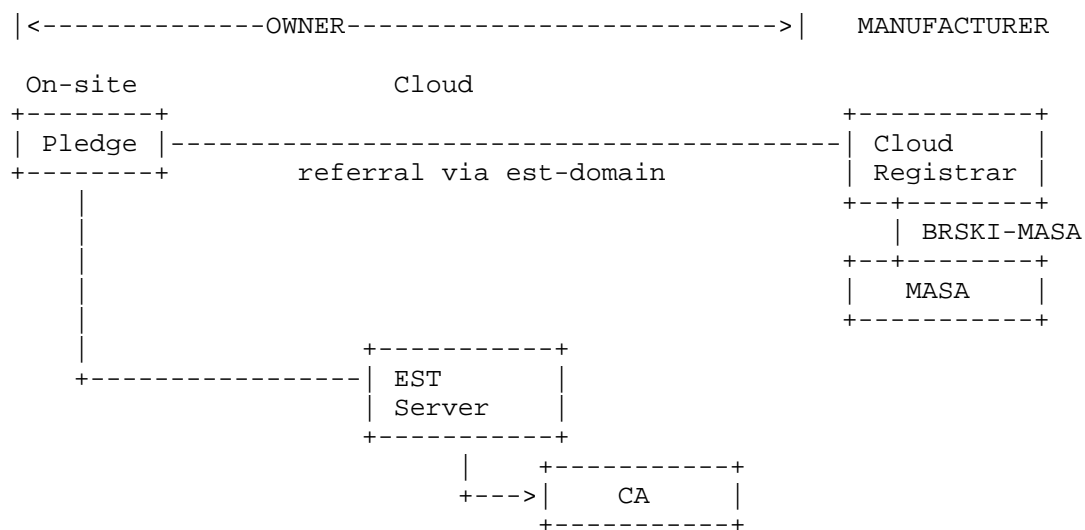 |<--------------OWNER--------------------------->| MANUFACTURER
On-site Cloud
Pledge
Cloud
referral via est-domain
Registrar
BRSKI-MASA
MASA
EST
Server
CA